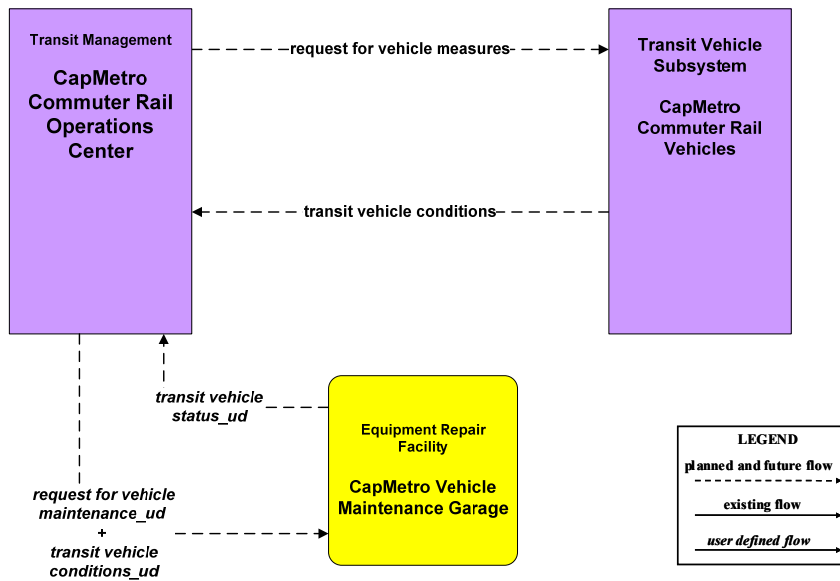 Transit Management
CapMetro
Commuter Rail
Operations
Center
request for vehicle measures
Transit Vehicle
Subsystem
CapMetro
Commuter Rail
Vehicles
transit vehicle conditions
transit vehicle
status_ud
Equipment Repair
Facility
CapMetro Vehicle
Maintenance Garage
request for vehicle
maintenance_ud
+
transit vehicle
conditions_ud
LEGEND
planned and future flow
existing flow
user defined flow